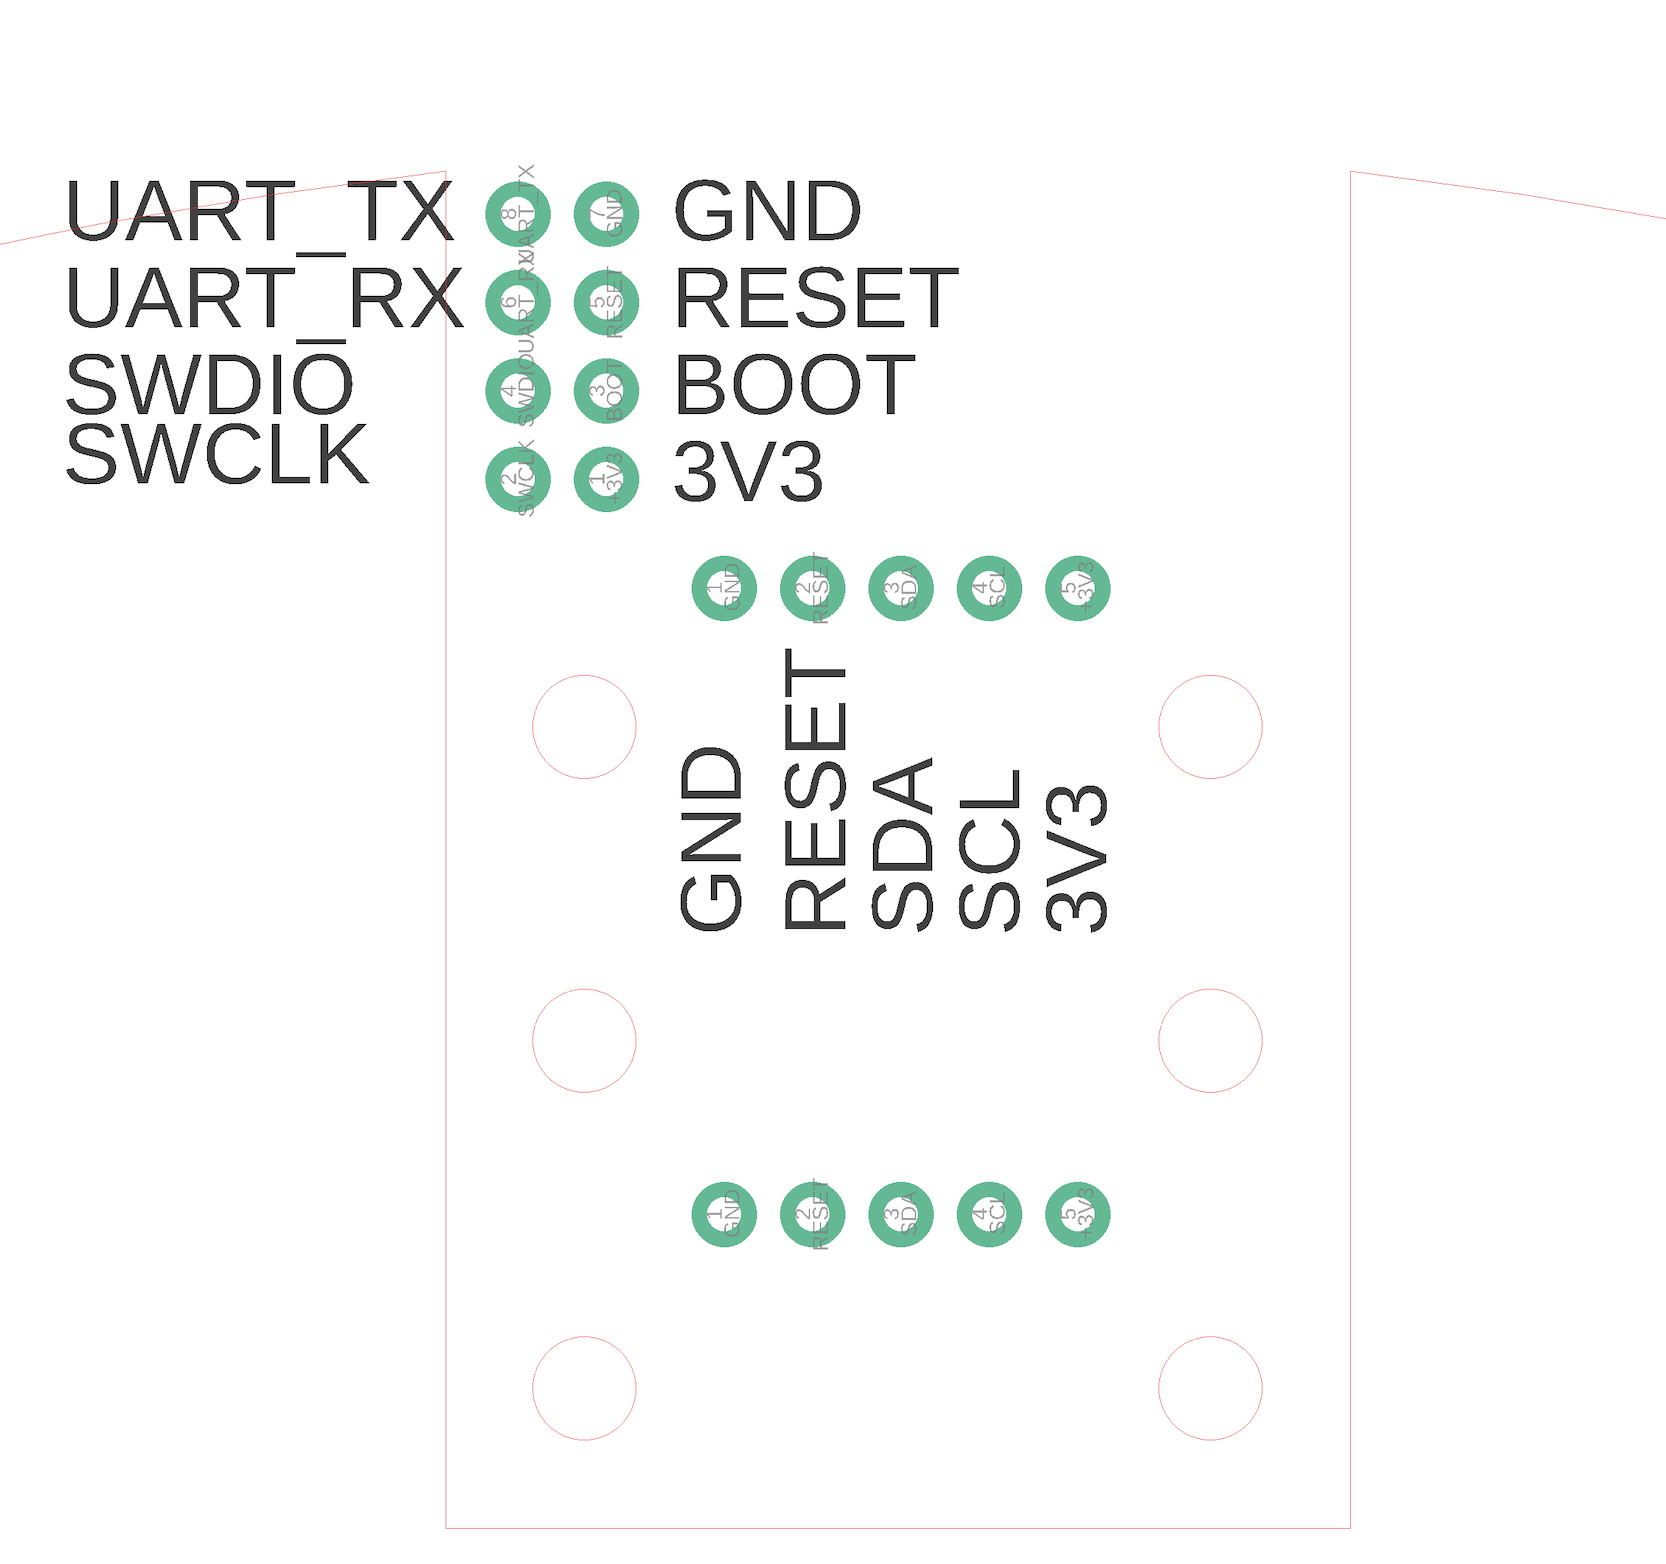 UART_TX 8 UART_TX 7 GND GND
UART_RX 6 UART_RX 5 RESET RESET
SWDIO 4 SWDIO 3 BOOT BOOT
SWCLK 2 SWCLK 1 +3V3 3V3
1 GND 2 RESET 3 SDA 4 SCL 5 +3V3
GND
RESET
SDA
SCL
3V3
1 GND 2 RESET 3 SDA 4 SCL 5 +3V3